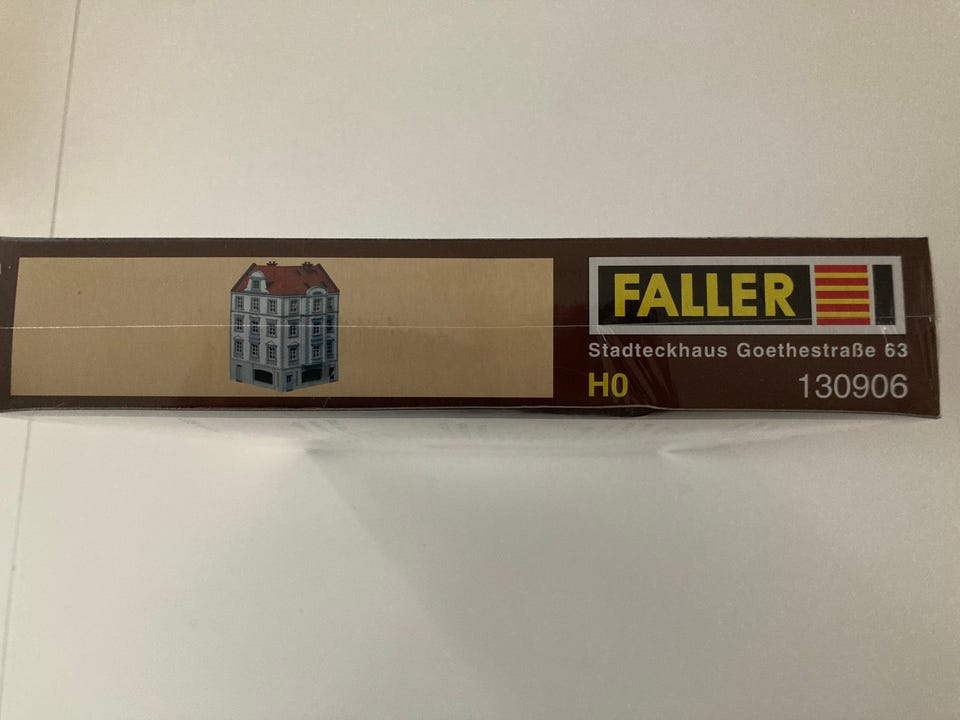 FALLER
Stadteckhaus Goethestraße 63
H0 130906